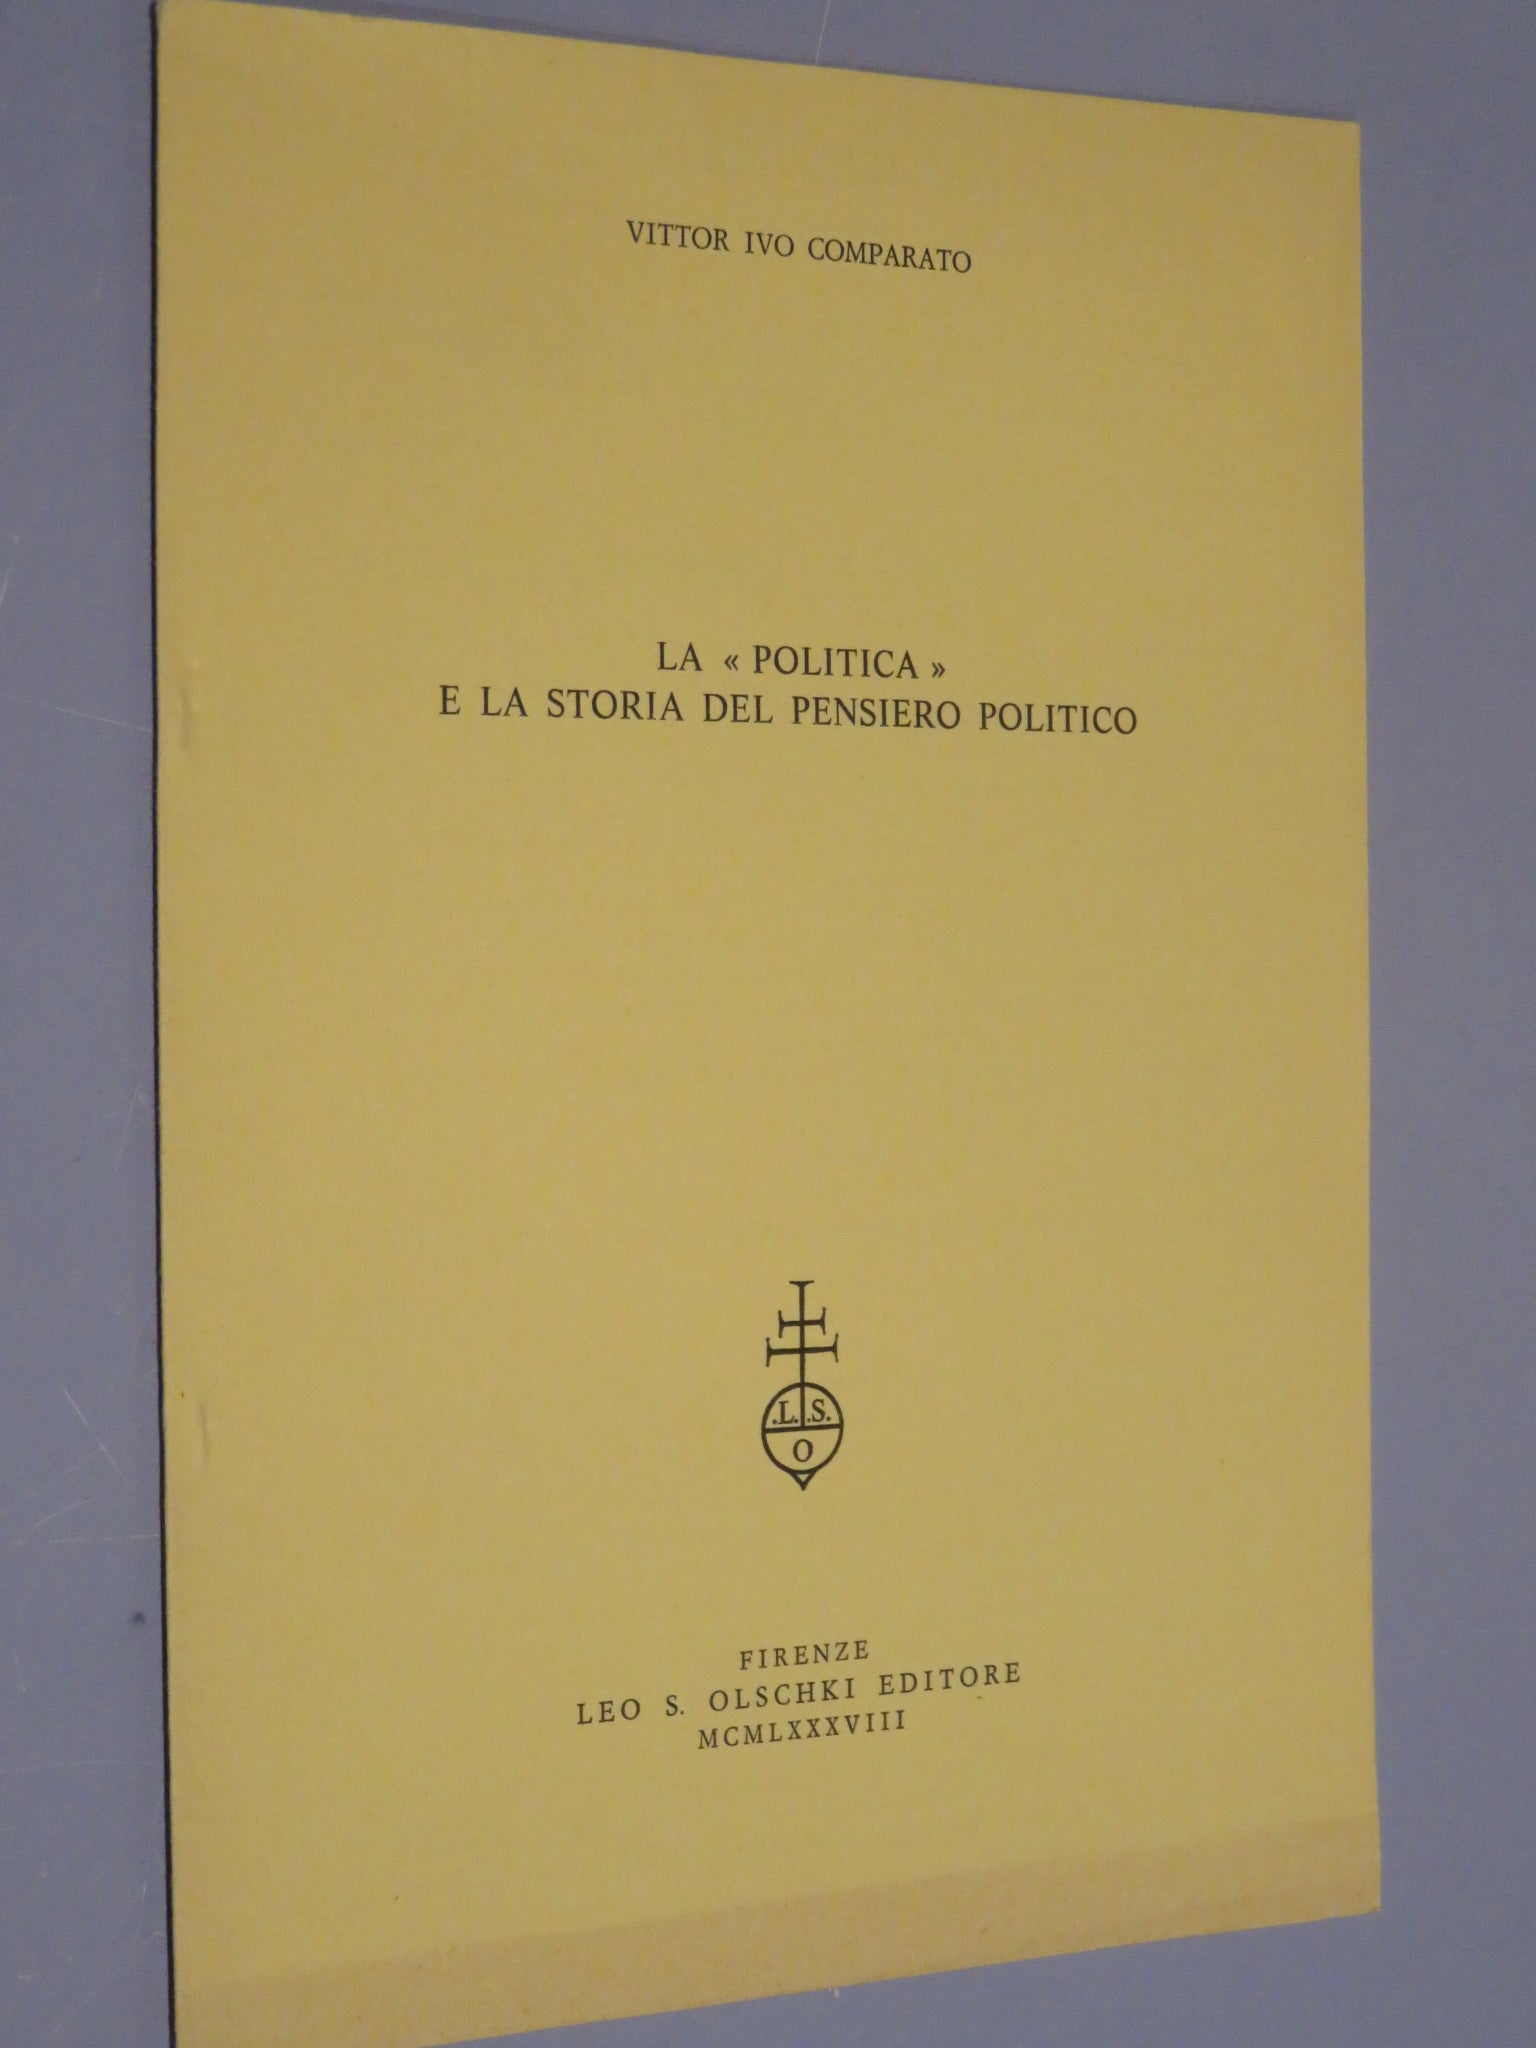 VITTOR IVO COMPARATO
LA « POLITICA »
E LA STORIA DEL PENSIERO POLITICO
.L. .S.
O
FIRENZE
LEO S. OLSCHKI EDITORE
MCMLXXXVIII